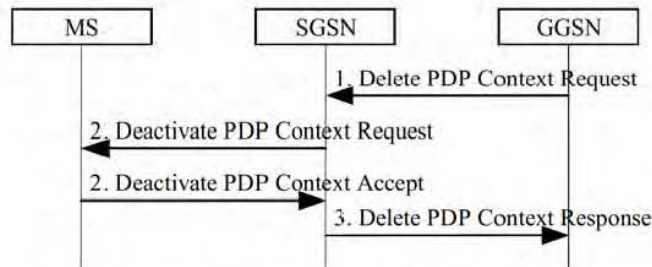 MS
SGSN
GGSN
1. Delete PDP Context Request
2. Deactivate PDP Context Request
2. Deactivate PDP Context Accept
3. Delete PDP Context Response